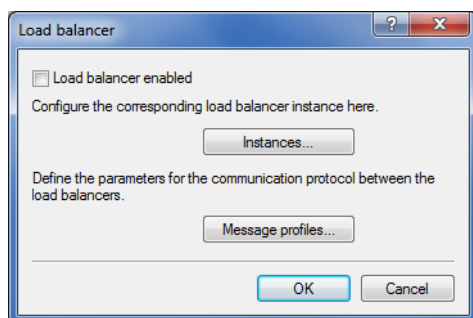 Load balancer
?
Load balancer enabled
Configure the corresponding load balancer instance here.
Instances...
Define the parameters for the communication protocol between the
load balancers.
Message profiles...
OK Cancel